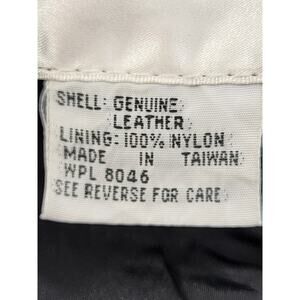 SHELL: GENUINE
LEATHER
LINING: 100% NYLON
MADE IN TAIWAN
WPL 8046
SEE REVERSE FOR CARE